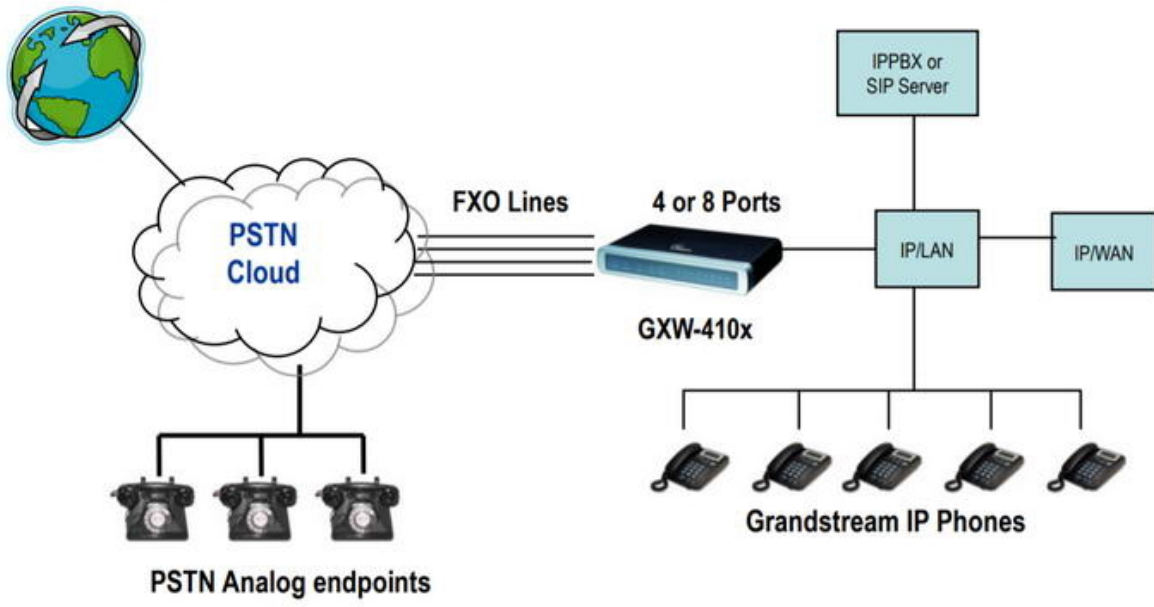 IPPBX or
SIP Server
FXO Lines
4 or 8 Ports
PSTN
Cloud
IP/LAN
IP/WAN
GXW-410x
Grandstream IP Phones
PSTN Analog endpoints